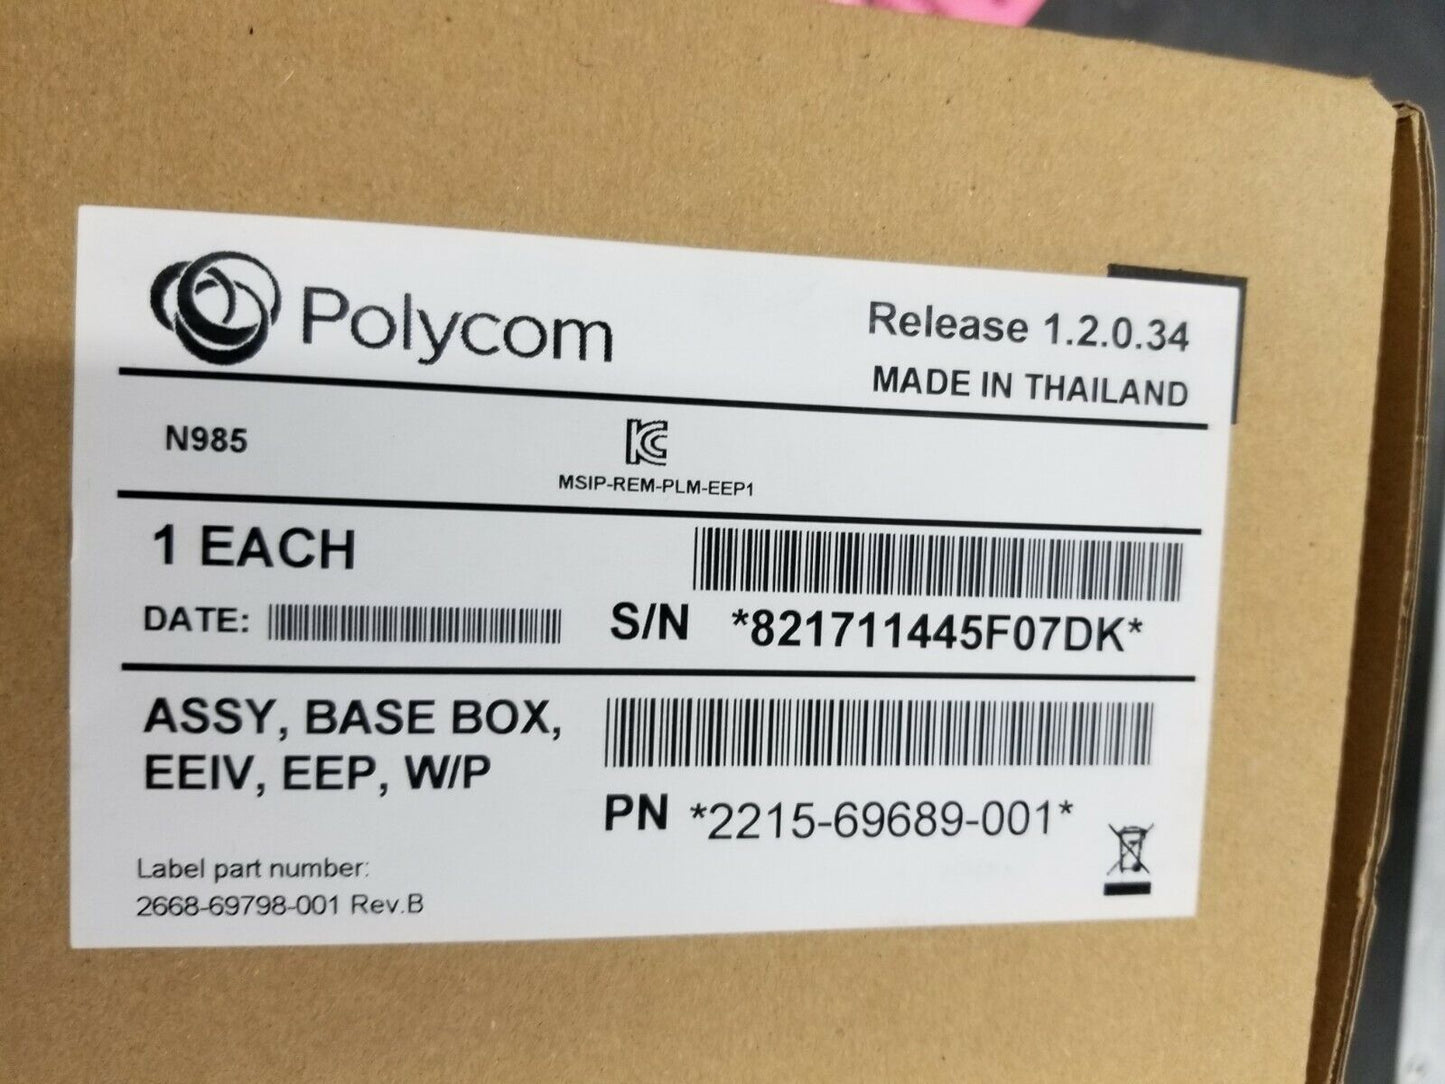 Polycom
Release 1.2.0.34
MADE IN THAILAND
N985
MSIP-REM-PLM-EEP1
1 EACH
DATE:
S/N *821711445F07DK*
ASSY, BASE BOX,
EEIV, EEP, W/P
PN *2215-69689-001*
Label part number:
2668-69798-001 Rev.B